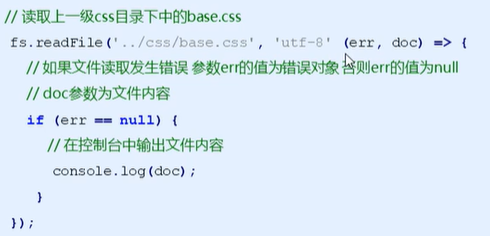 // 读取上一级css目录下中的base.css
fs.readFile('../css/base.css', 'utf-8' (err, doc) => {
// 如果文件读取发生错误 参数err的值为错误对象 否则err的值为null
// doc参数为文件内容
if (err == null) {
// 在控制台中输出文件内容
console.log(doc);
}
});